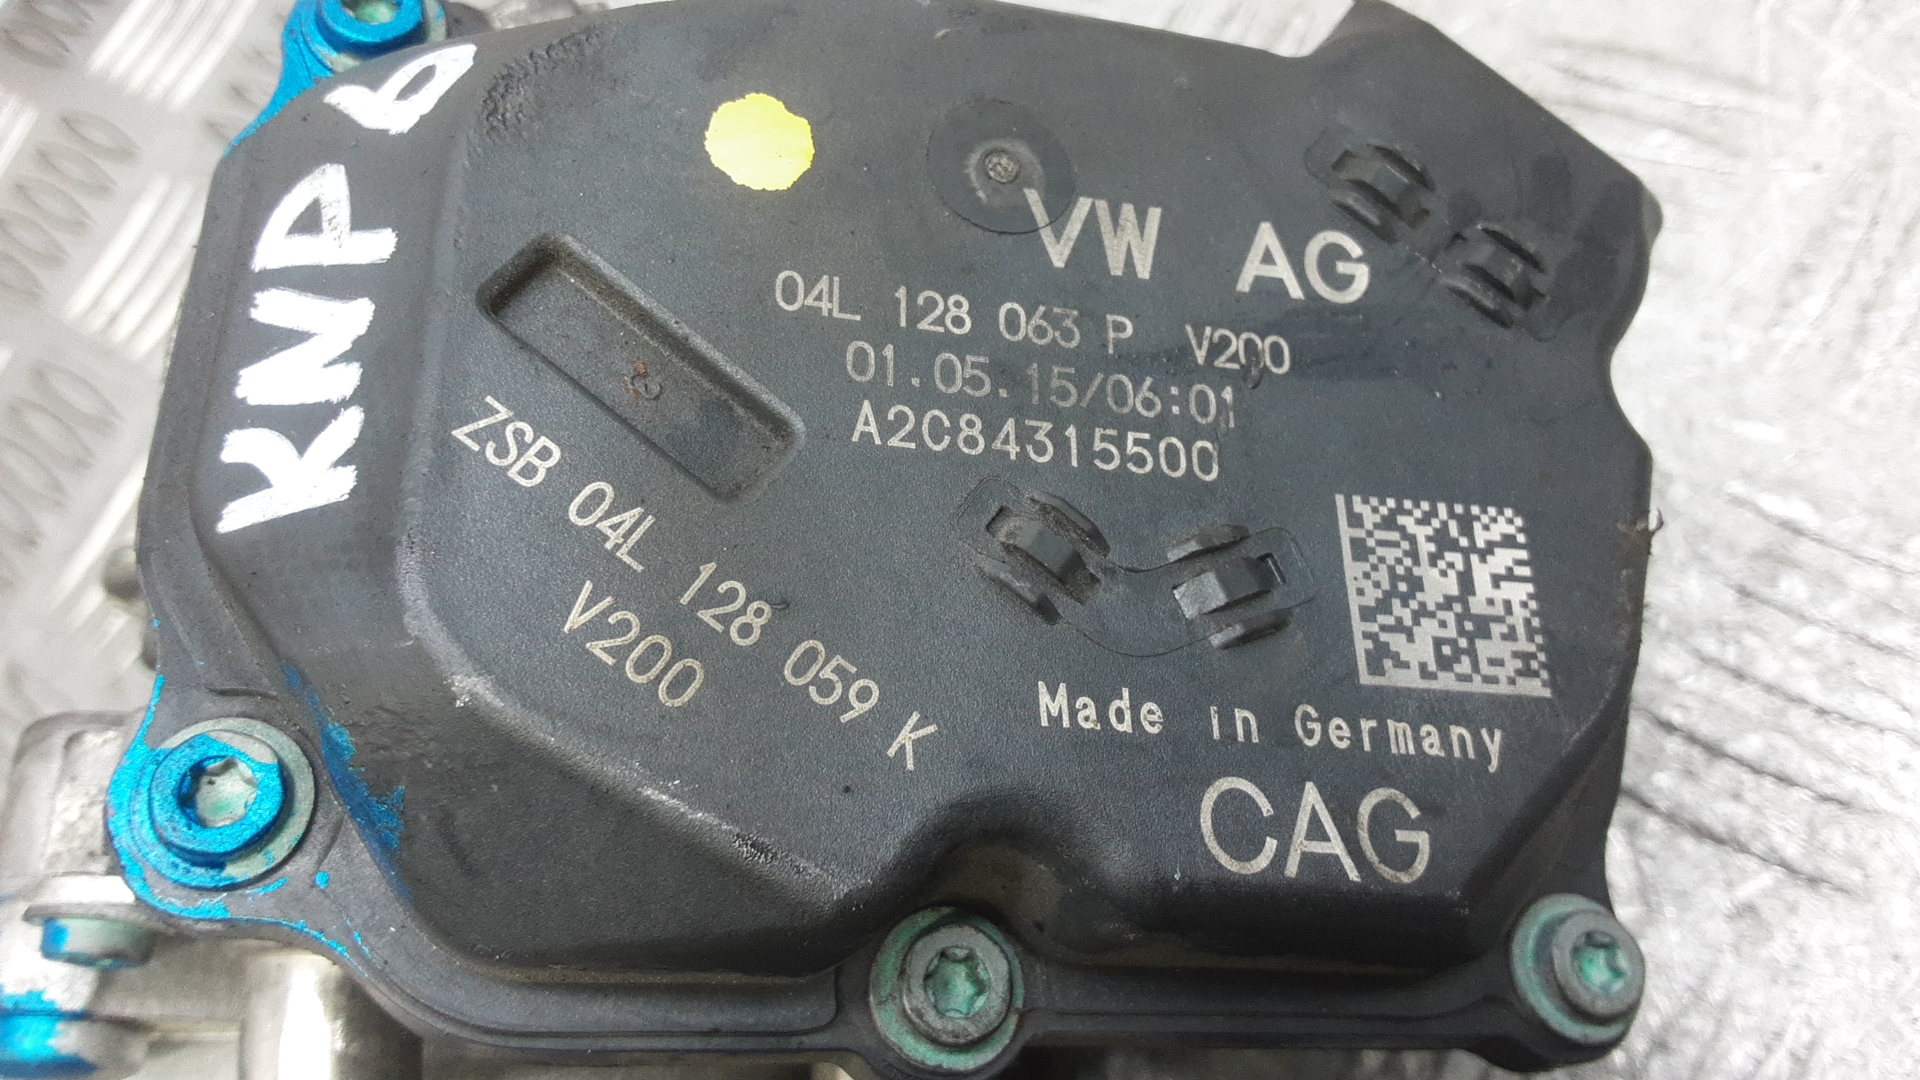 KNP 6
VW AG
04L 128 063 P V200
01.05.15/06:01
A2C84315500
ZSB 04L 128 059 K
V200
Made in Germany
CAG